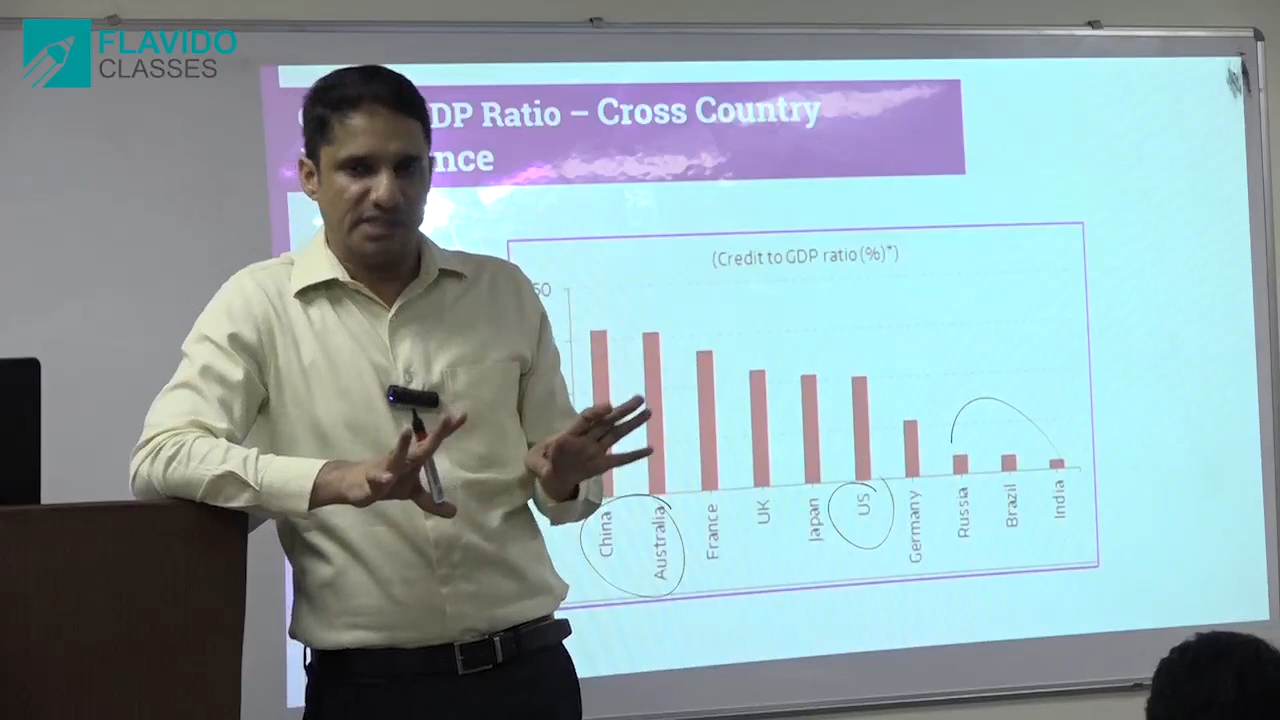 FLAVIDO
CLASSES
DP Ratio – Cross Country
nce
(Credit to GDP ratio (%)*)
China
Australia
France
UK
Japan
US
Germany
Russia
Brazil
India